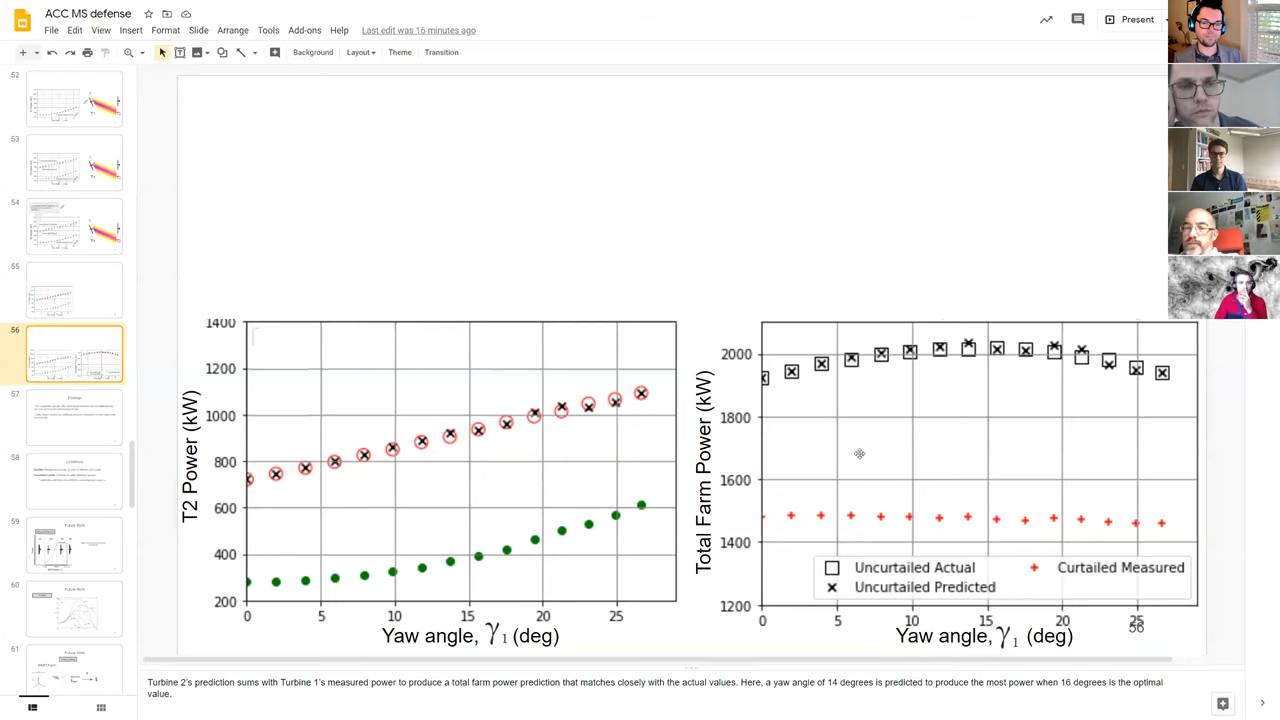 ACC MS defense
File Edit View Insert Format Slide Arrange Tools Add-ons Help Last edit was 16 minutes ago
Present
Background Layout Theme Transition
52
53
54
55
56
57
58
59
Future Work
60
Future Work
61
Future Work
1400
1200
1000
800
600
400
200
T2 Power (kW)
0 5 10 15 20 25
Yaw angle, γ1 (deg)
2000
1800
1600
1400
1200
Total Farm Power (kW)
Uncurtailed Actual
Curtailed Measured
Uncurtailed Predicted
0 5 10 15 20 25
56
Yaw angle, γ1 (deg)
Turbine 2's prediction sums with Turbine 1's measured power to produce a total farm power prediction that matches closely with the actual values. Here, a yaw angle of 14 degrees is predicted to produce the most power when 16 degrees is the optimal
value.